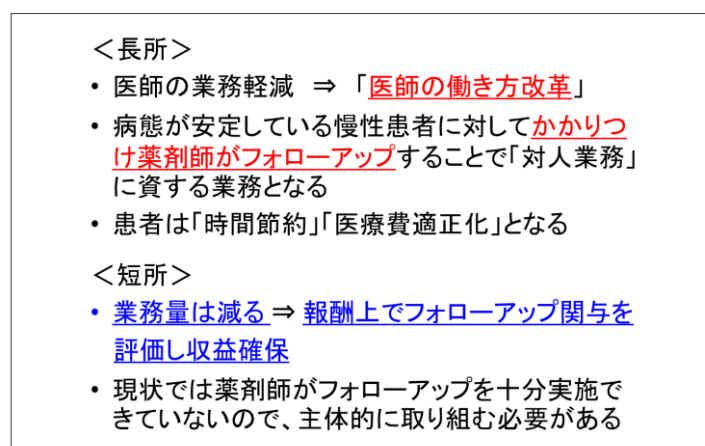 ＜長所＞
• 医師の業務軽減 ⇒ 「医師の働き方改革」
• 病態が安定している慢性患者に対してかかりつ
け薬剤師がフォローアップすることで「対人業務」
に資する業務となる
• 患者は「時間節約」「医療費適正化」となる
＜短所＞
• 業務量は減る ⇒ 報酬上でフォローアップ関与を
評価し収益確保
• 現状では薬剤師がフォローアップを十分実施で
きていないので、主体的に取り組む必要がある